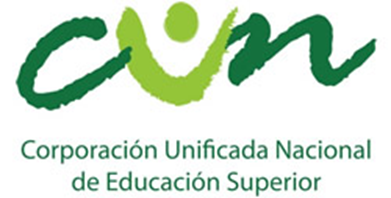 cun
Corporación Unificada Nacional
de Educación Superior